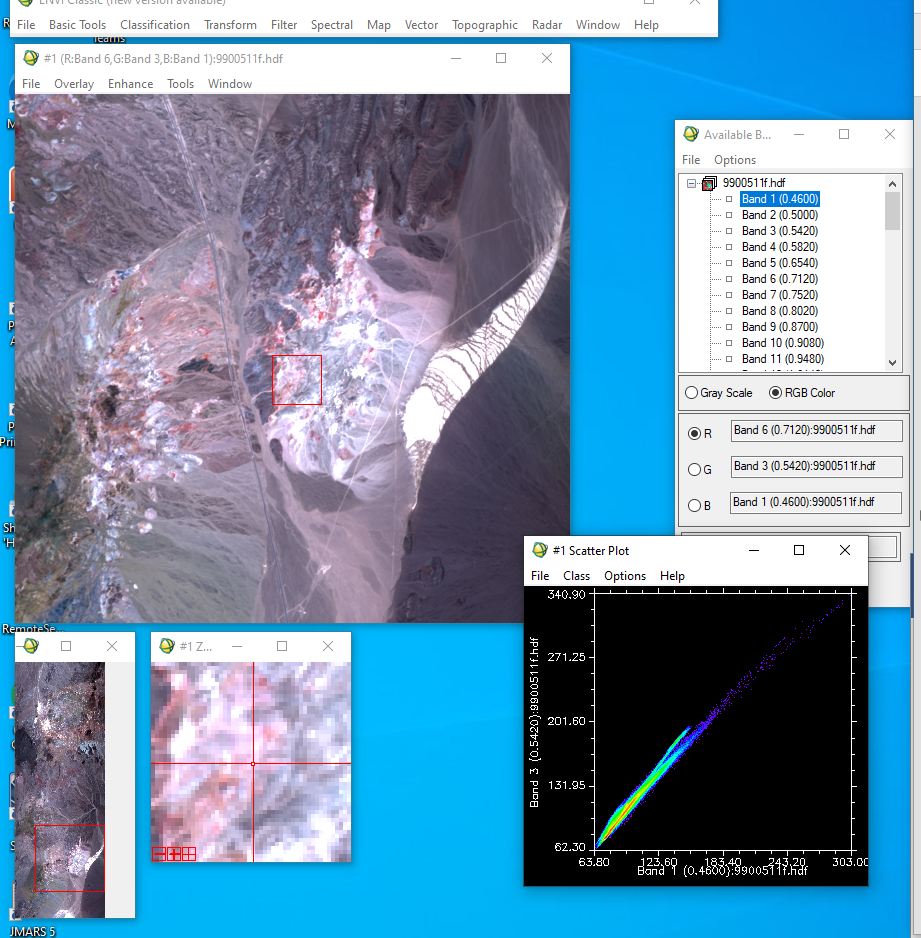 ENVI Classic (new version available)
File Basic Tools Classification Transform Filter Spectral Map Vector Topographic Radar Window Help
Teams
#1 (R:Band 6,G:Band 3,B:Band 1):9900511f.hdf
File Overlay Enhance Tools Window
Available B...
File Options
9900511f.hdf
Band 1 (0.4600)
Band 2 (0.5000)
Band 3 (0.5420)
Band 4 (0.5820)
Band 5 (0.6540)
Band 6 (0.7120)
Band 7 (0.7520)
Band 8 (0.8020)
Band 9 (0.8700)
Band 10 (0.9080)
Band 11 (0.9480)
Gray Scale RGB Color
R Band 6 (0.7120):9900511f.hdf
G Band 3 (0.5420):9900511f.hdf
B Band 1 (0.4600):9900511f.hdf
#1 Scatter Plot
File Class Options Help
340.90
271.25
201.60
131.95
62.30
Band 3 (0.5420):9900511f.hdf
63.80 123.60 183.40 243.20 303.00
Band 1 (0.4600):9900511f.hdf
RemoteSe...
#1 Z...
JMARS 5